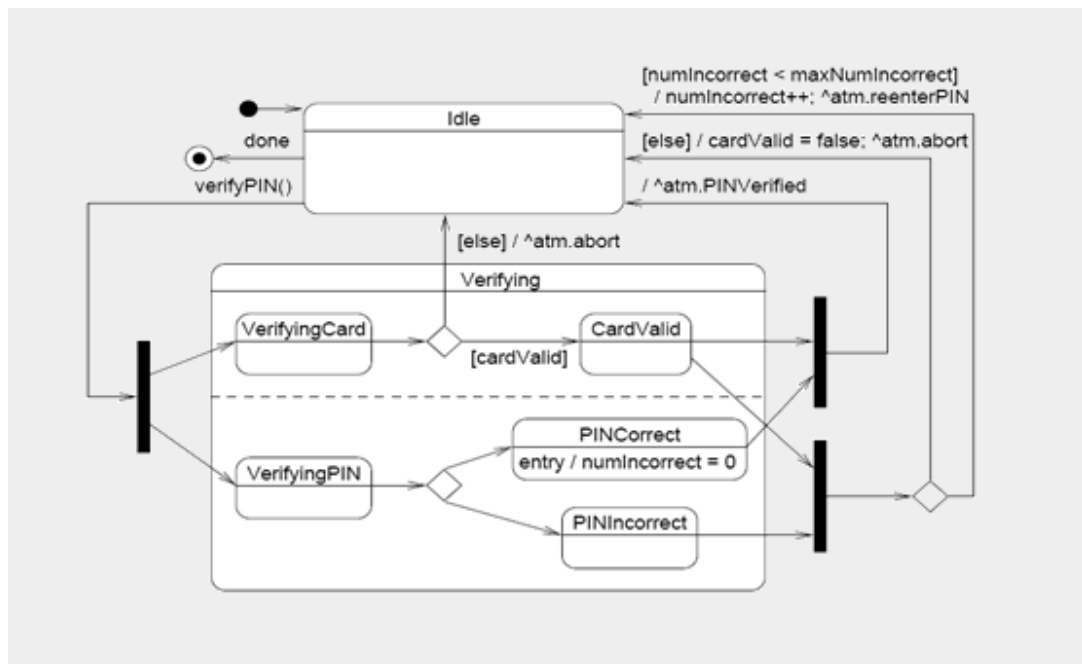 [numIncorrect < maxNumIncorrect]
/ numIncorrect++; ^atm.reenterPIN
Idle
done
[else] / cardValid = false; ^atm.abort
verifyPIN()
/ ^atm.PINVerified
[else] / ^atm.abort
Verifying
VerifyingCard
CardValid
[cardValid]
PINCorrect
entry / numIncorrect = 0
VerifyingPIN
PINIncorrect